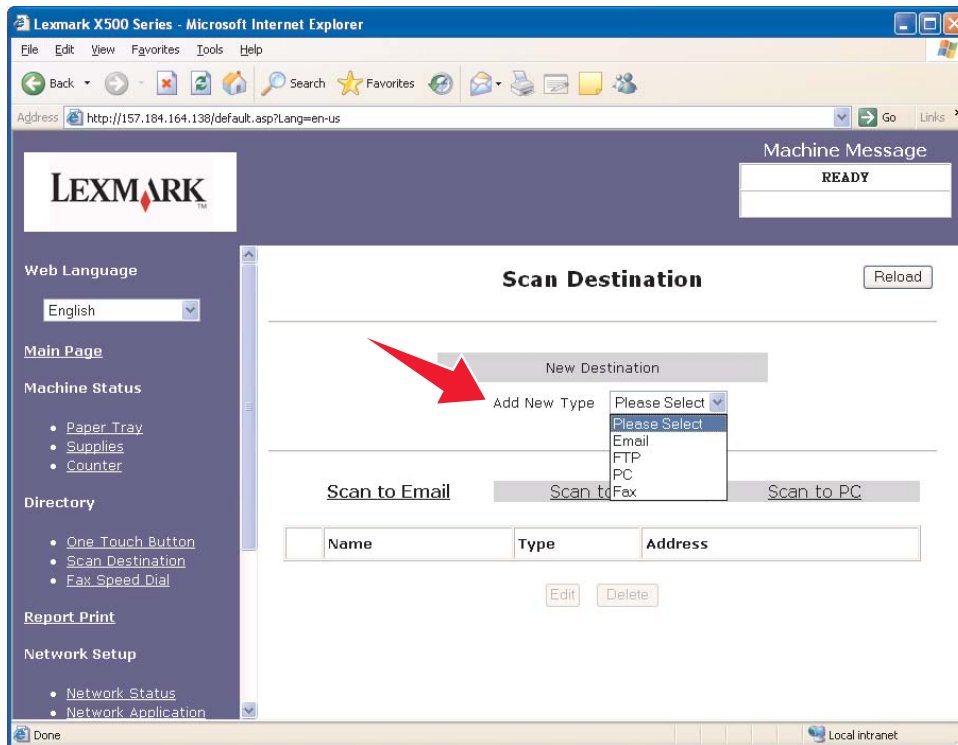 Lexmark X500 Series - Microsoft Internet Explorer
File Edit View Favorites Tools Help
Back Search Favorites
Address http://157.184.164.138/default.asp?Lang=en-us Go Links
Machine Message
READY
LEXMARK
TM
Web Language
English
Main Page
Machine Status
• Paper Tray
• Supplies
• Counter
Directory
• One Touch Button
• Scan Destination
• Fax Speed Dial
Report Print
Network Setup
• Network Status
• Network Application
Scan Destination
Reload
New Destination
Add New Type Please Select
Please Select
Email
FTP
PC
Fax
Scan to Email Scan to Scan to PC
Name Type Address
Edit Delete
Done Local intranet